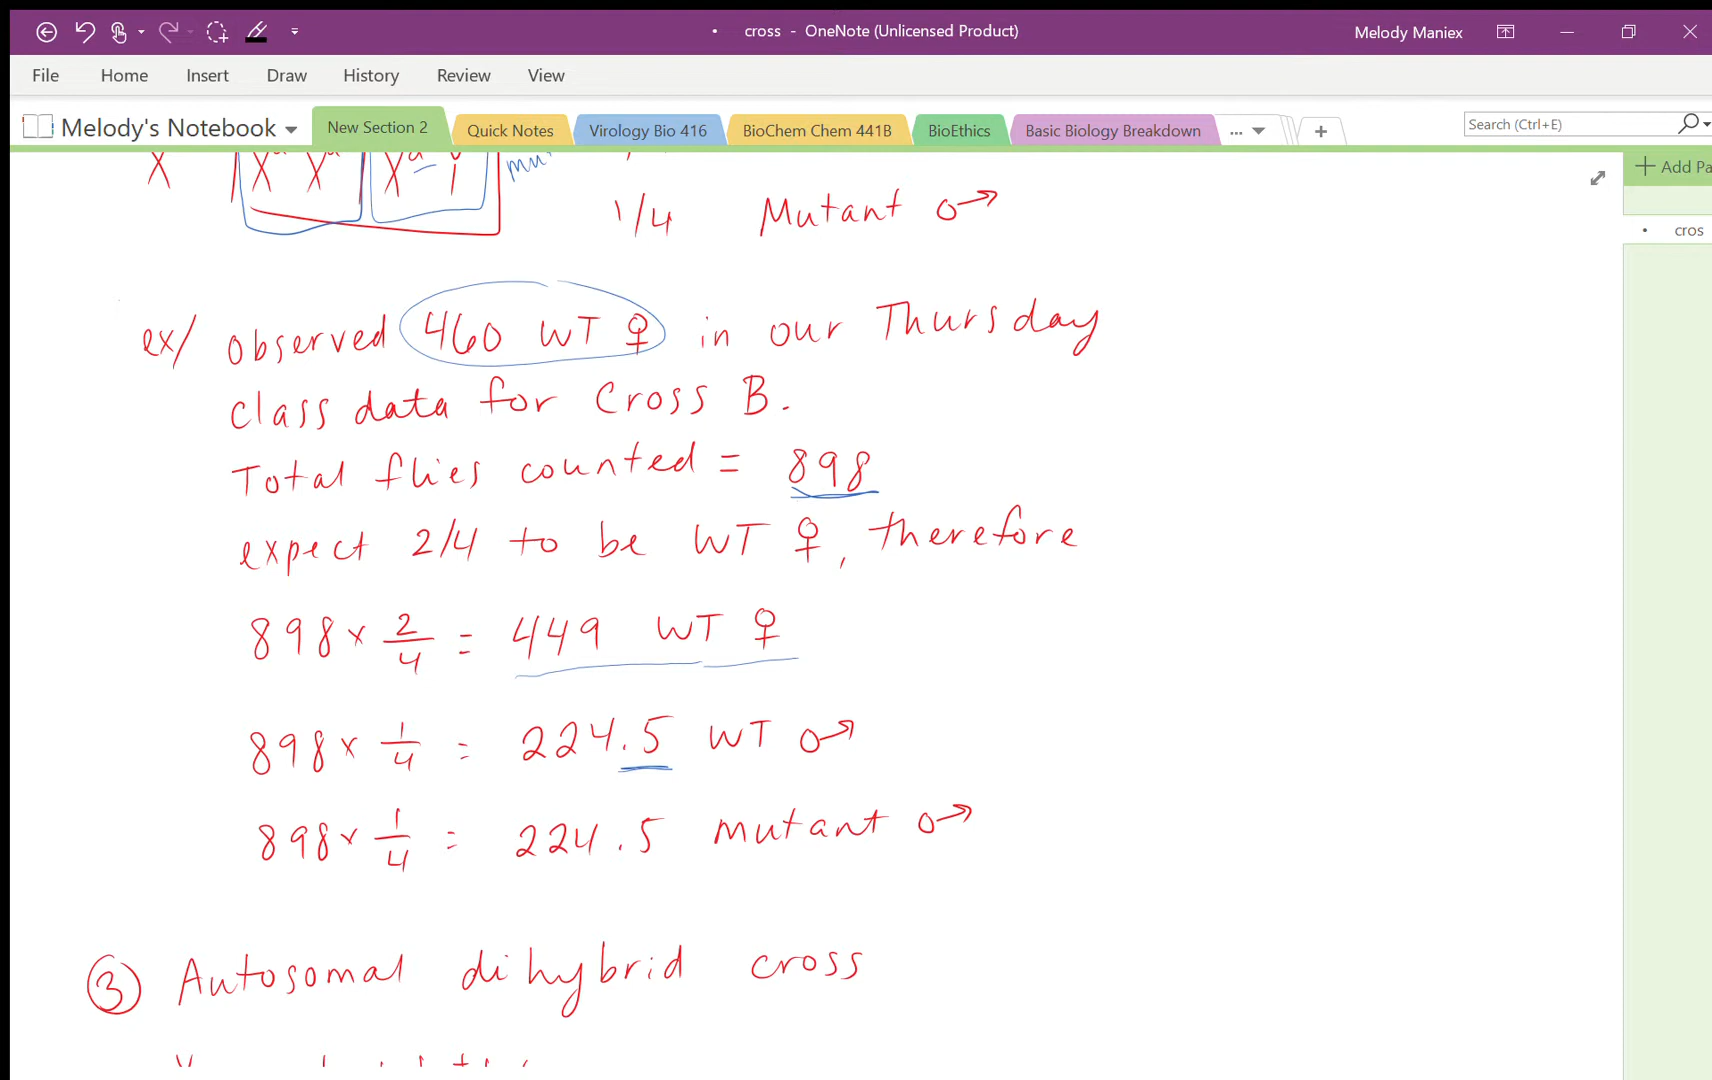 cross - OneNote (Unlicensed Product)
Melody Maniex
File Home Insert Draw History Review View
Melody's Notebook New Section 2 Quick Notes Virology Bio 416 BioChem Chem 441B BioEthics Basic Biology Breakdown ... + Search (Ctrl+E)
+ Add Pa
cros
X | Xᵃ Xᵃ | Xᵃ Y mu
1/4 Mutant ♂
ex/ observed 460 WT ♀ in our Thursday
class data for Cross B.
Total flies counted = 898
expect 2/4 to be WT ♀, therefore
898 × 2/4 = 449 WT ♀
898 × 1/4 = 224.5 WT ♂
898 × 1/4 = 224.5 mutant ♂
③ Autosomal dihybrid cross